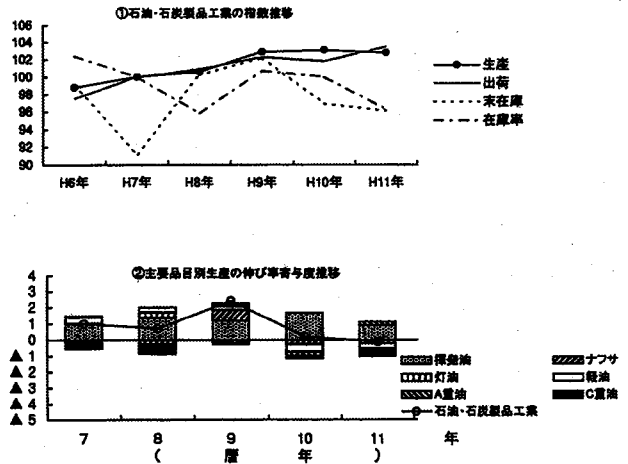 ①石油・石炭製品工業の指数推移
106
104
102
100
98
96
94
92
90
H6年 H7年 H8年 H9年 H10年 H11年
生産
出荷
末在庫
在庫率
②主要品目別生産の伸び率寄与度推移
4
3
2
1
0
▲ 1
▲ 2
▲ 3
▲ 4
▲ 5
7 8 9 10 11 年
( 暦 年 )
揮発油 ナフサ
灯油 軽油
A重油 C重油
石油・石炭製品工業